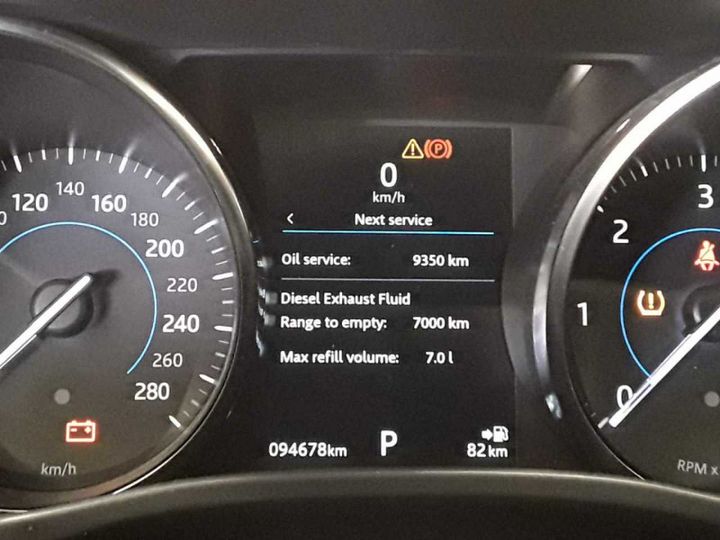 0
km/h
< Next service
Oil service: 9350 km
Diesel Exhaust Fluid
Range to empty: 7000 km
Max refill volume: 7.0 l
094678km P 82 km
120 140 160 180 200 220 240 260 280
km/h
0 1 2 3
RPM x
P